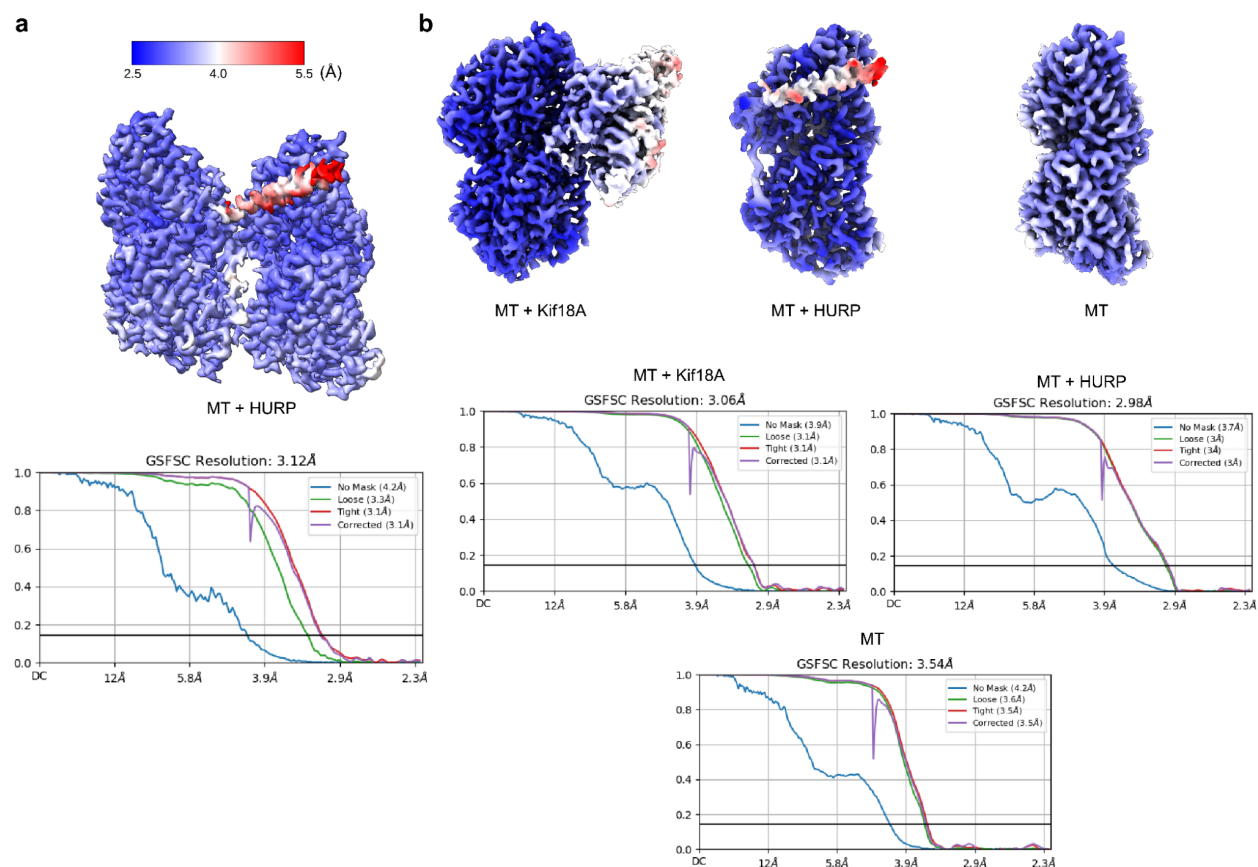 a
2.5 4.0 5.5 (Å)
MT + HURP
GSFSC Resolution: 3.12Å
No Mask (4.2Å)
Loose (3.3Å)
Tight (3.1Å)
Corrected (3.1Å)
1.0
0.8
0.6
0.4
0.2
0.0
DC 12Å 5.8Å 3.9Å 2.9Å 2.3Å
b
MT + Kif18A
MT + HURP
MT
MT + Kif18A
GSFSC Resolution: 3.06Å
No Mask (3.9Å)
Loose (3.1Å)
Tight (3.1Å)
Corrected (3.1Å)
1.0
0.8
0.6
0.4
0.2
0.0
DC 12Å 5.8Å 3.9Å 2.9Å 2.3Å
MT + HURP
GSFSC Resolution: 2.98Å
No Mask (3.7Å)
Loose (3Å)
Tight (3Å)
Corrected (3Å)
1.0
0.8
0.6
0.4
0.2
0.0
DC 12Å 5.8Å 3.9Å 2.9Å 2.3Å
MT
GSFSC Resolution: 3.54Å
No Mask (4.2Å)
Loose (3.6Å)
Tight (3.5Å)
Corrected (3.5Å)
1.0
0.8
0.6
0.4
0.2
0.0
DC 12Å 5.8Å 3.9Å 2.9Å 2.3Å